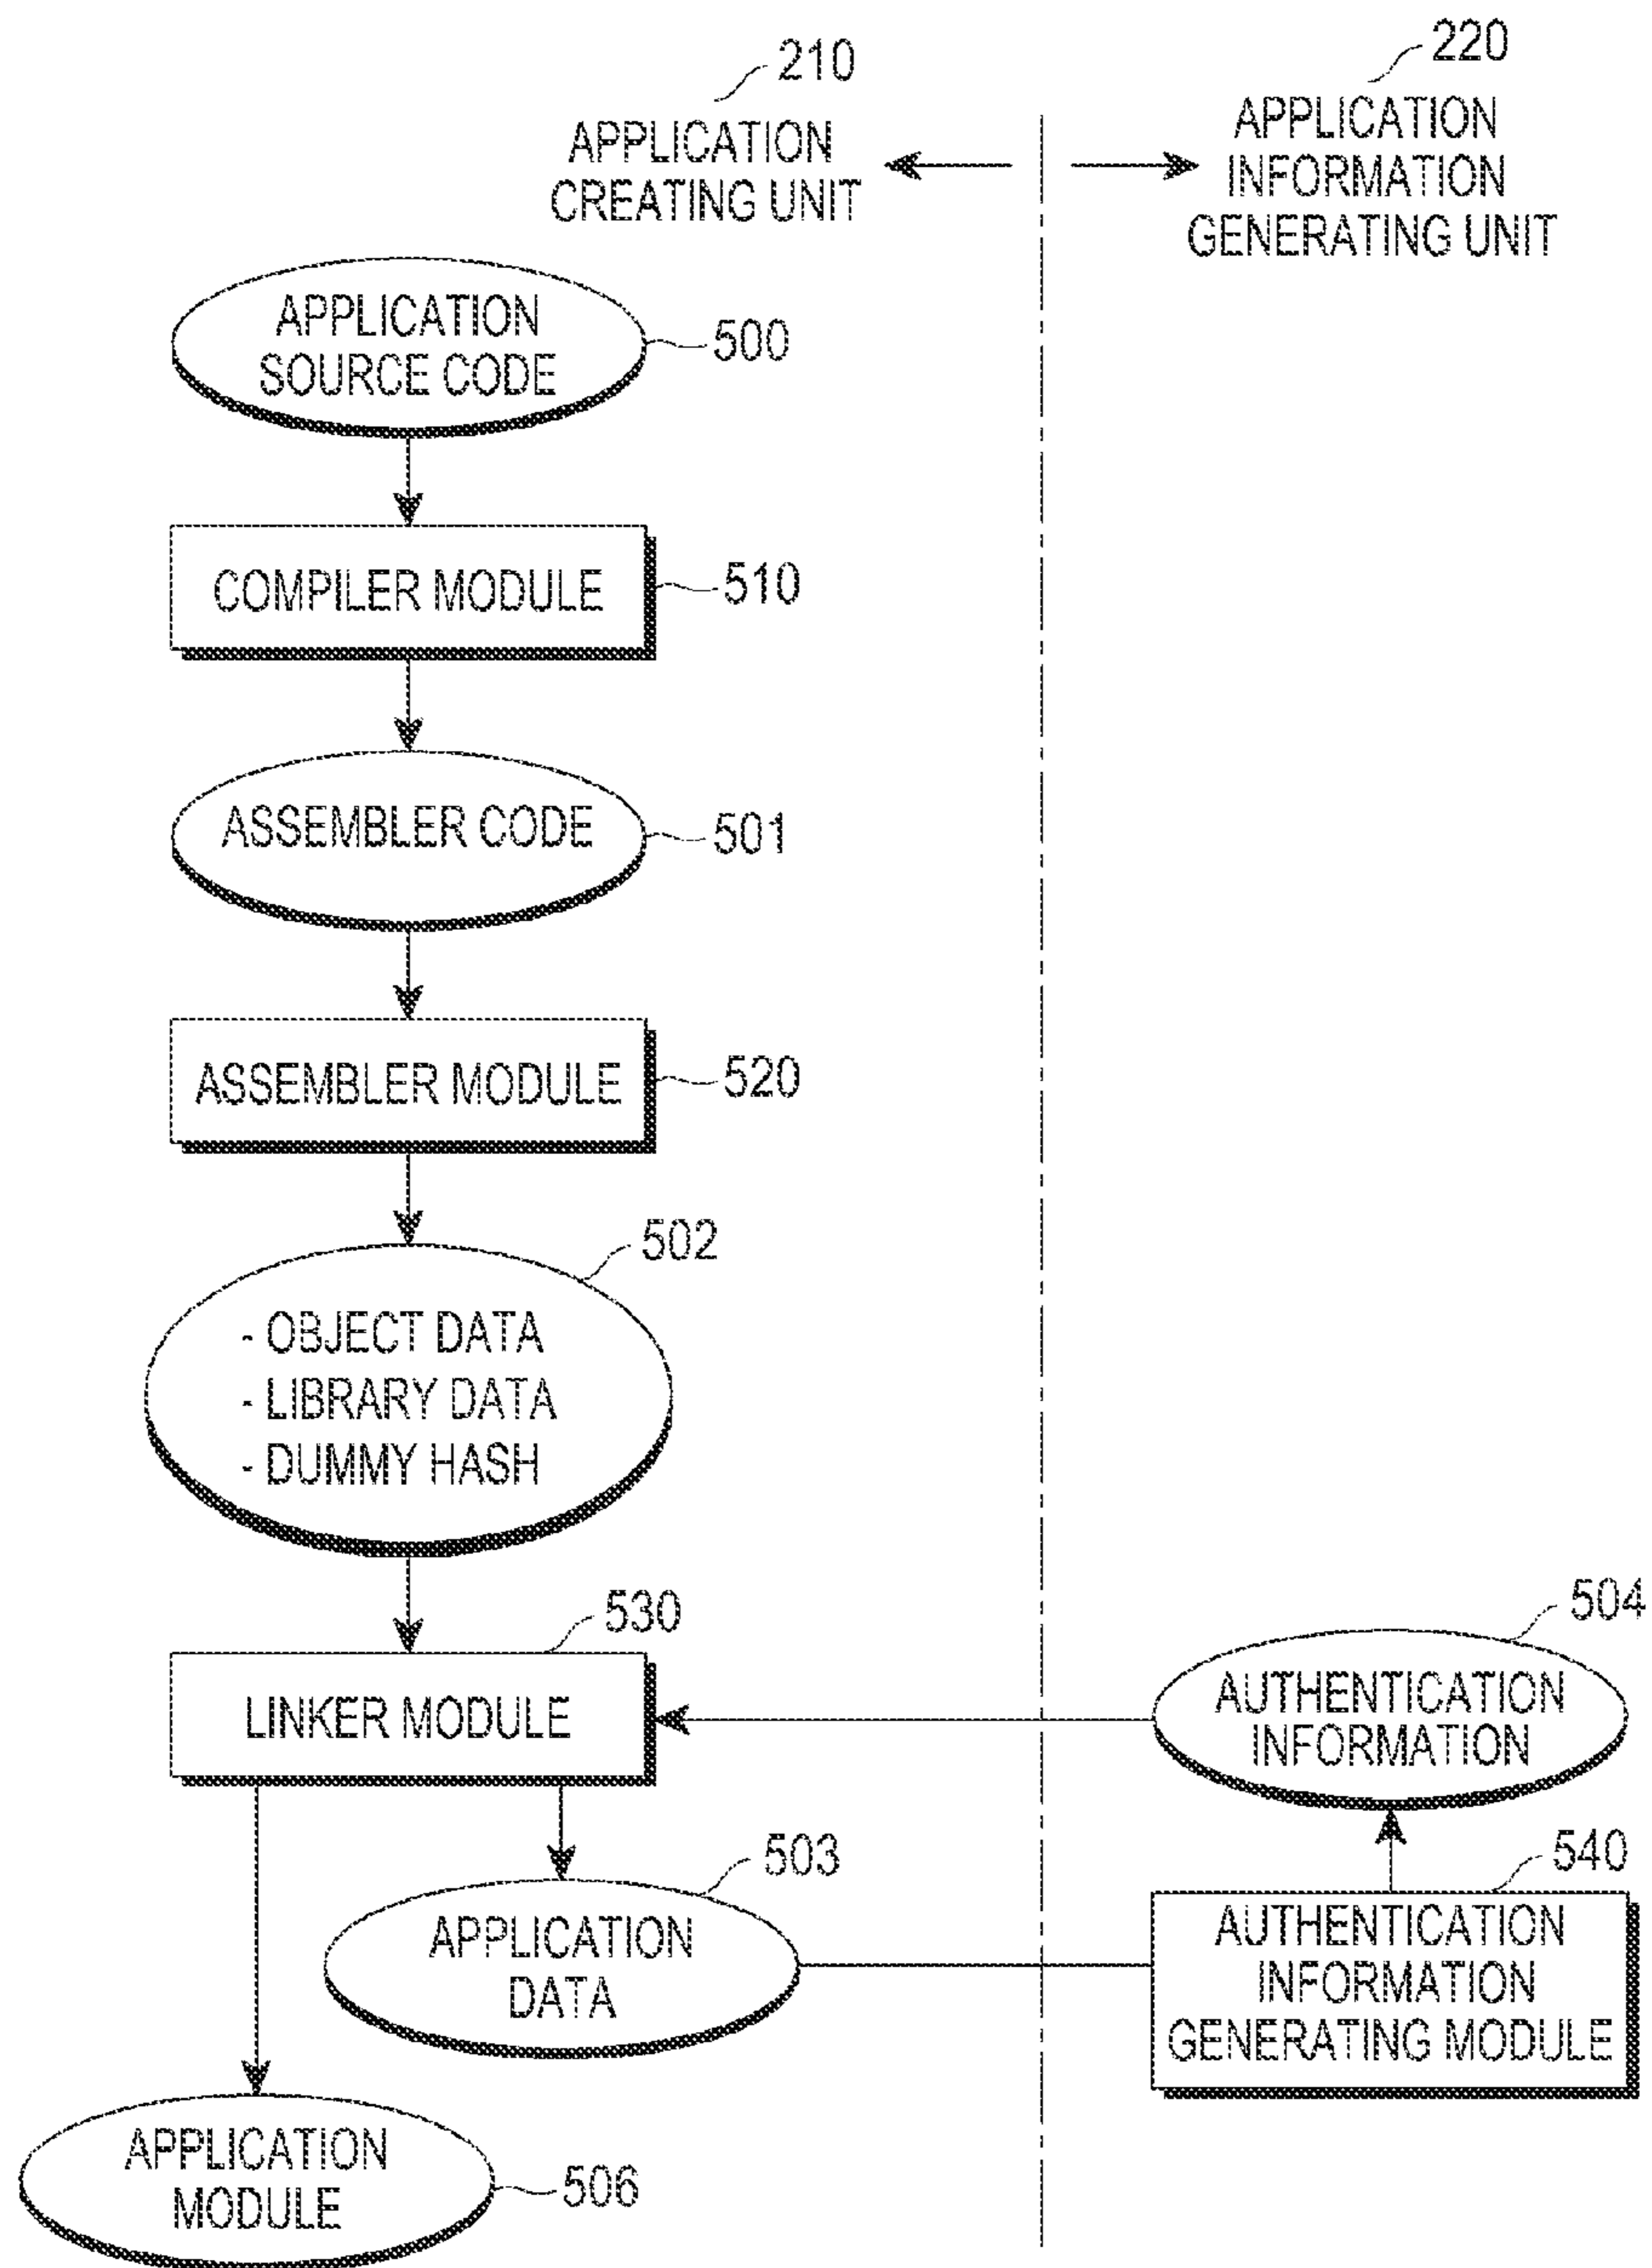 210
APPLICATION
CREATING UNIT
220
APPLICATION
INFORMATION
GENERATING UNIT
APPLICATION
SOURCE CODE
500
COMPILER MODULE
510
ASSEMBLER CODE
501
ASSEMBLER MODULE
520
502
- OBJECT DATA
- LIBRARY DATA
- DUMMY HASH
530
LINKER MODULE
504
AUTHENTICATION
INFORMATION
503
APPLICATION
DATA
540
AUTHENTICATION
INFORMATION
GENERATING MODULE
APPLICATION
MODULE
506